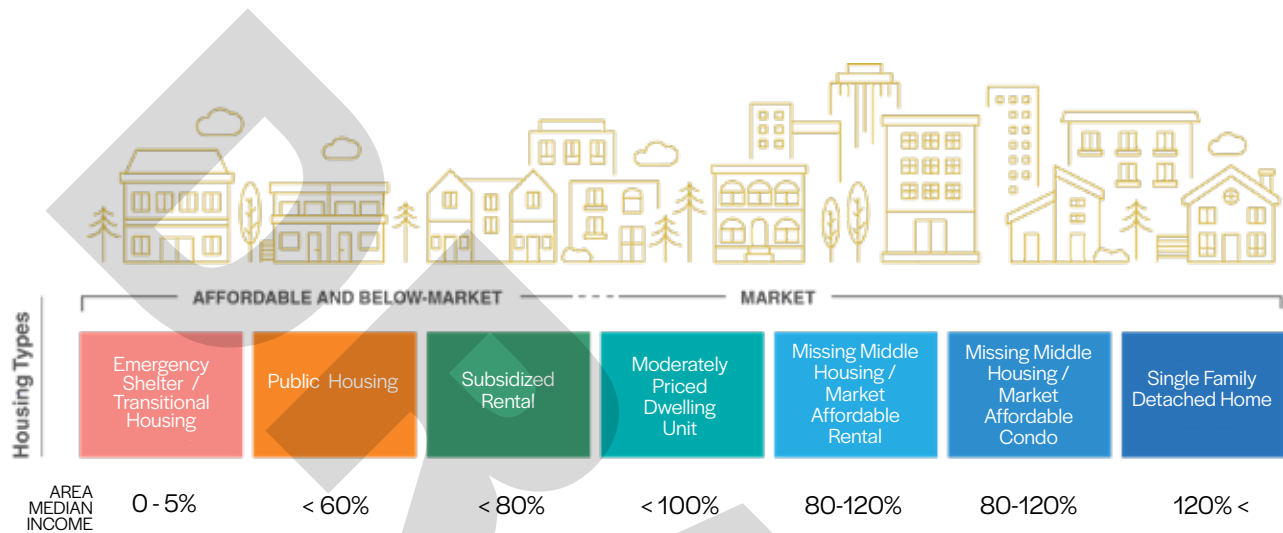 AFFORDABLE AND BELOW-MARKET
MARKET
Housing Types
Emergency
Shelter /
Transitional
Housing
Public Housing
Subsidized
Rental
Moderately
Priced
Dwelling
Unit
Missing Middle
Housing /
Market
Affordable
Rental
Missing Middle
Housing /
Market
Affordable
Condo
Single Family
Detached Home
AREA
MEDIAN
INCOME
0 - 5%
< 60%
< 80%
< 100%
80-120%
80-120%
120% <